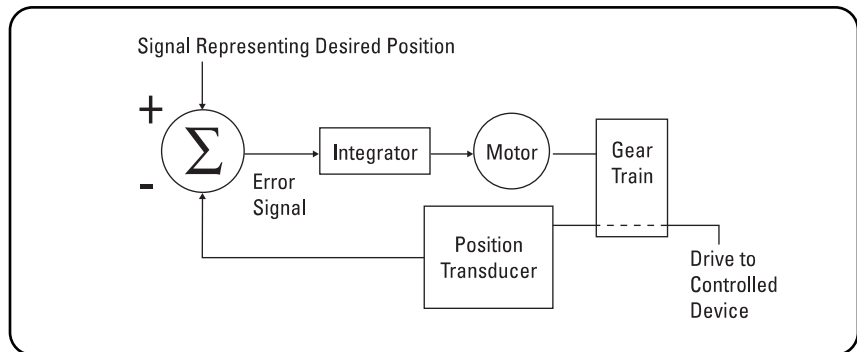 Signal Representing Desired Position
+
Σ
-
Error
Signal
Integrator
Motor
Gear
Train
Position
Transducer
Drive to
Controlled
Device